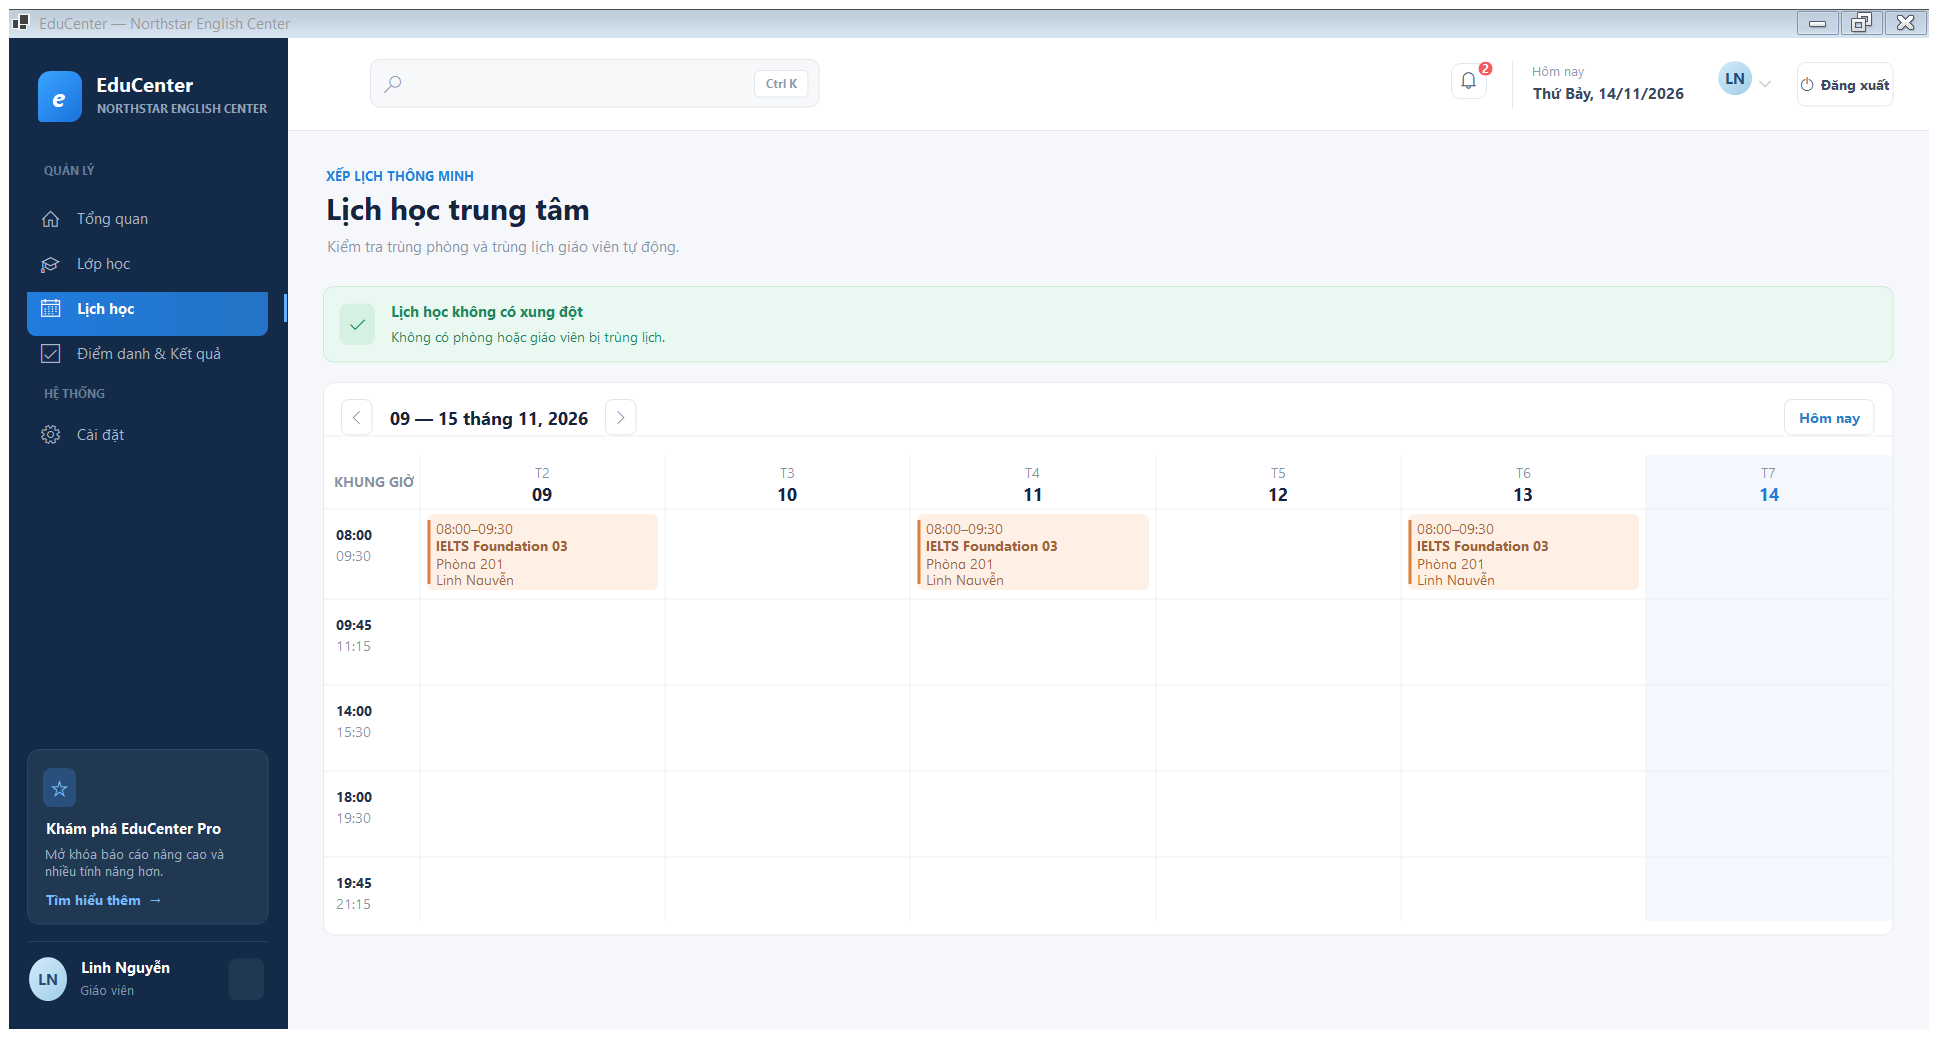 EduCenter — Northstar English Center
e
EduCenter
NORTHSTAR ENGLISH CENTER
Ctrl K
2
Hôm nay
Thứ Bảy, 14/11/2026
LN
Đăng xuất
QUẢN LÝ
Tổng quan
Lớp học
Lịch học
Điểm danh & Kết quả
HỆ THỐNG
Cài đặt
XẾP LỊCH THÔNG MINH
Lịch học trung tâm
Kiểm tra trùng phòng và trùng lịch giáo viên tự động.
Lịch học không có xung đột
Không có phòng hoặc giáo viên bị trùng lịch.
09 — 15 tháng 11, 2026
Hôm nay
KHUNG GIỜ
T2
09
T3
10
T4
11
T5
12
T6
13
T7
14
08:00
09:30
08:00–09:30
IELTS Foundation 03
Phòng 201
Linh Nguyễn
08:00–09:30
IELTS Foundation 03
Phòng 201
Linh Nguyễn
08:00–09:30
IELTS Foundation 03
Phòng 201
Linh Nguyễn
09:45
11:15
14:00
15:30
18:00
19:30
19:45
21:15
Khám phá EduCenter Pro
Mở khóa báo cáo nâng cao và
nhiều tính năng hơn.
Tìm hiểu thêm →
LN
Linh Nguyễn
Giáo viên